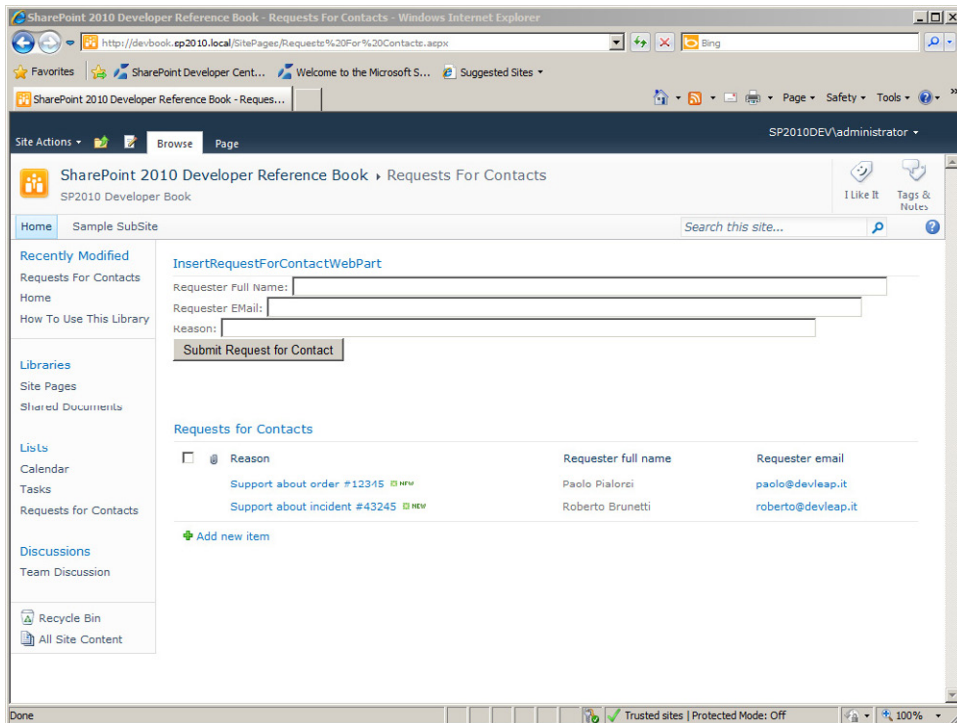 SharePoint 2010 Developer Reference Book - Requests For Contacts - Windows Internet Explorer
http://devbook.sp2010.local/SitePages/Requests%20For%20Contacts.aspx
Bing
Favorites SharePoint Developer Cent... Welcome to the Microsoft S... Suggested Sites
SharePoint 2010 Developer Reference Book - Reques...
Page Safety Tools
SP2010DEV\administrator
Site Actions Browse Page
SharePoint 2010 Developer Reference Book Requests For Contacts
SP2010 Developer Book
I Like It Tags & Notes
Home Sample SubSite
Search this site...
Recently Modified
Requests For Contacts
Home
How To Use This Library
Libraries
Site Pages
Shared Documents
Lists
Calendar
Tasks
Requests for Contacts
Discussions
Team Discussion
Recycle Bin
All Site Content
InsertRequestForContactWebPart
Requester Full Name:
Requester EMail:
Reason:
Submit Request for Contact
Requests for Contacts
Reason Requester full name Requester email
Support about order #12345 NEW Paolo Pialorsi paolo@devleap.it
Support about incident #43245 NEW Roberto Brunetti roberto@devleap.it
Add new item
Done Trusted sites | Protected Mode: Off 100%